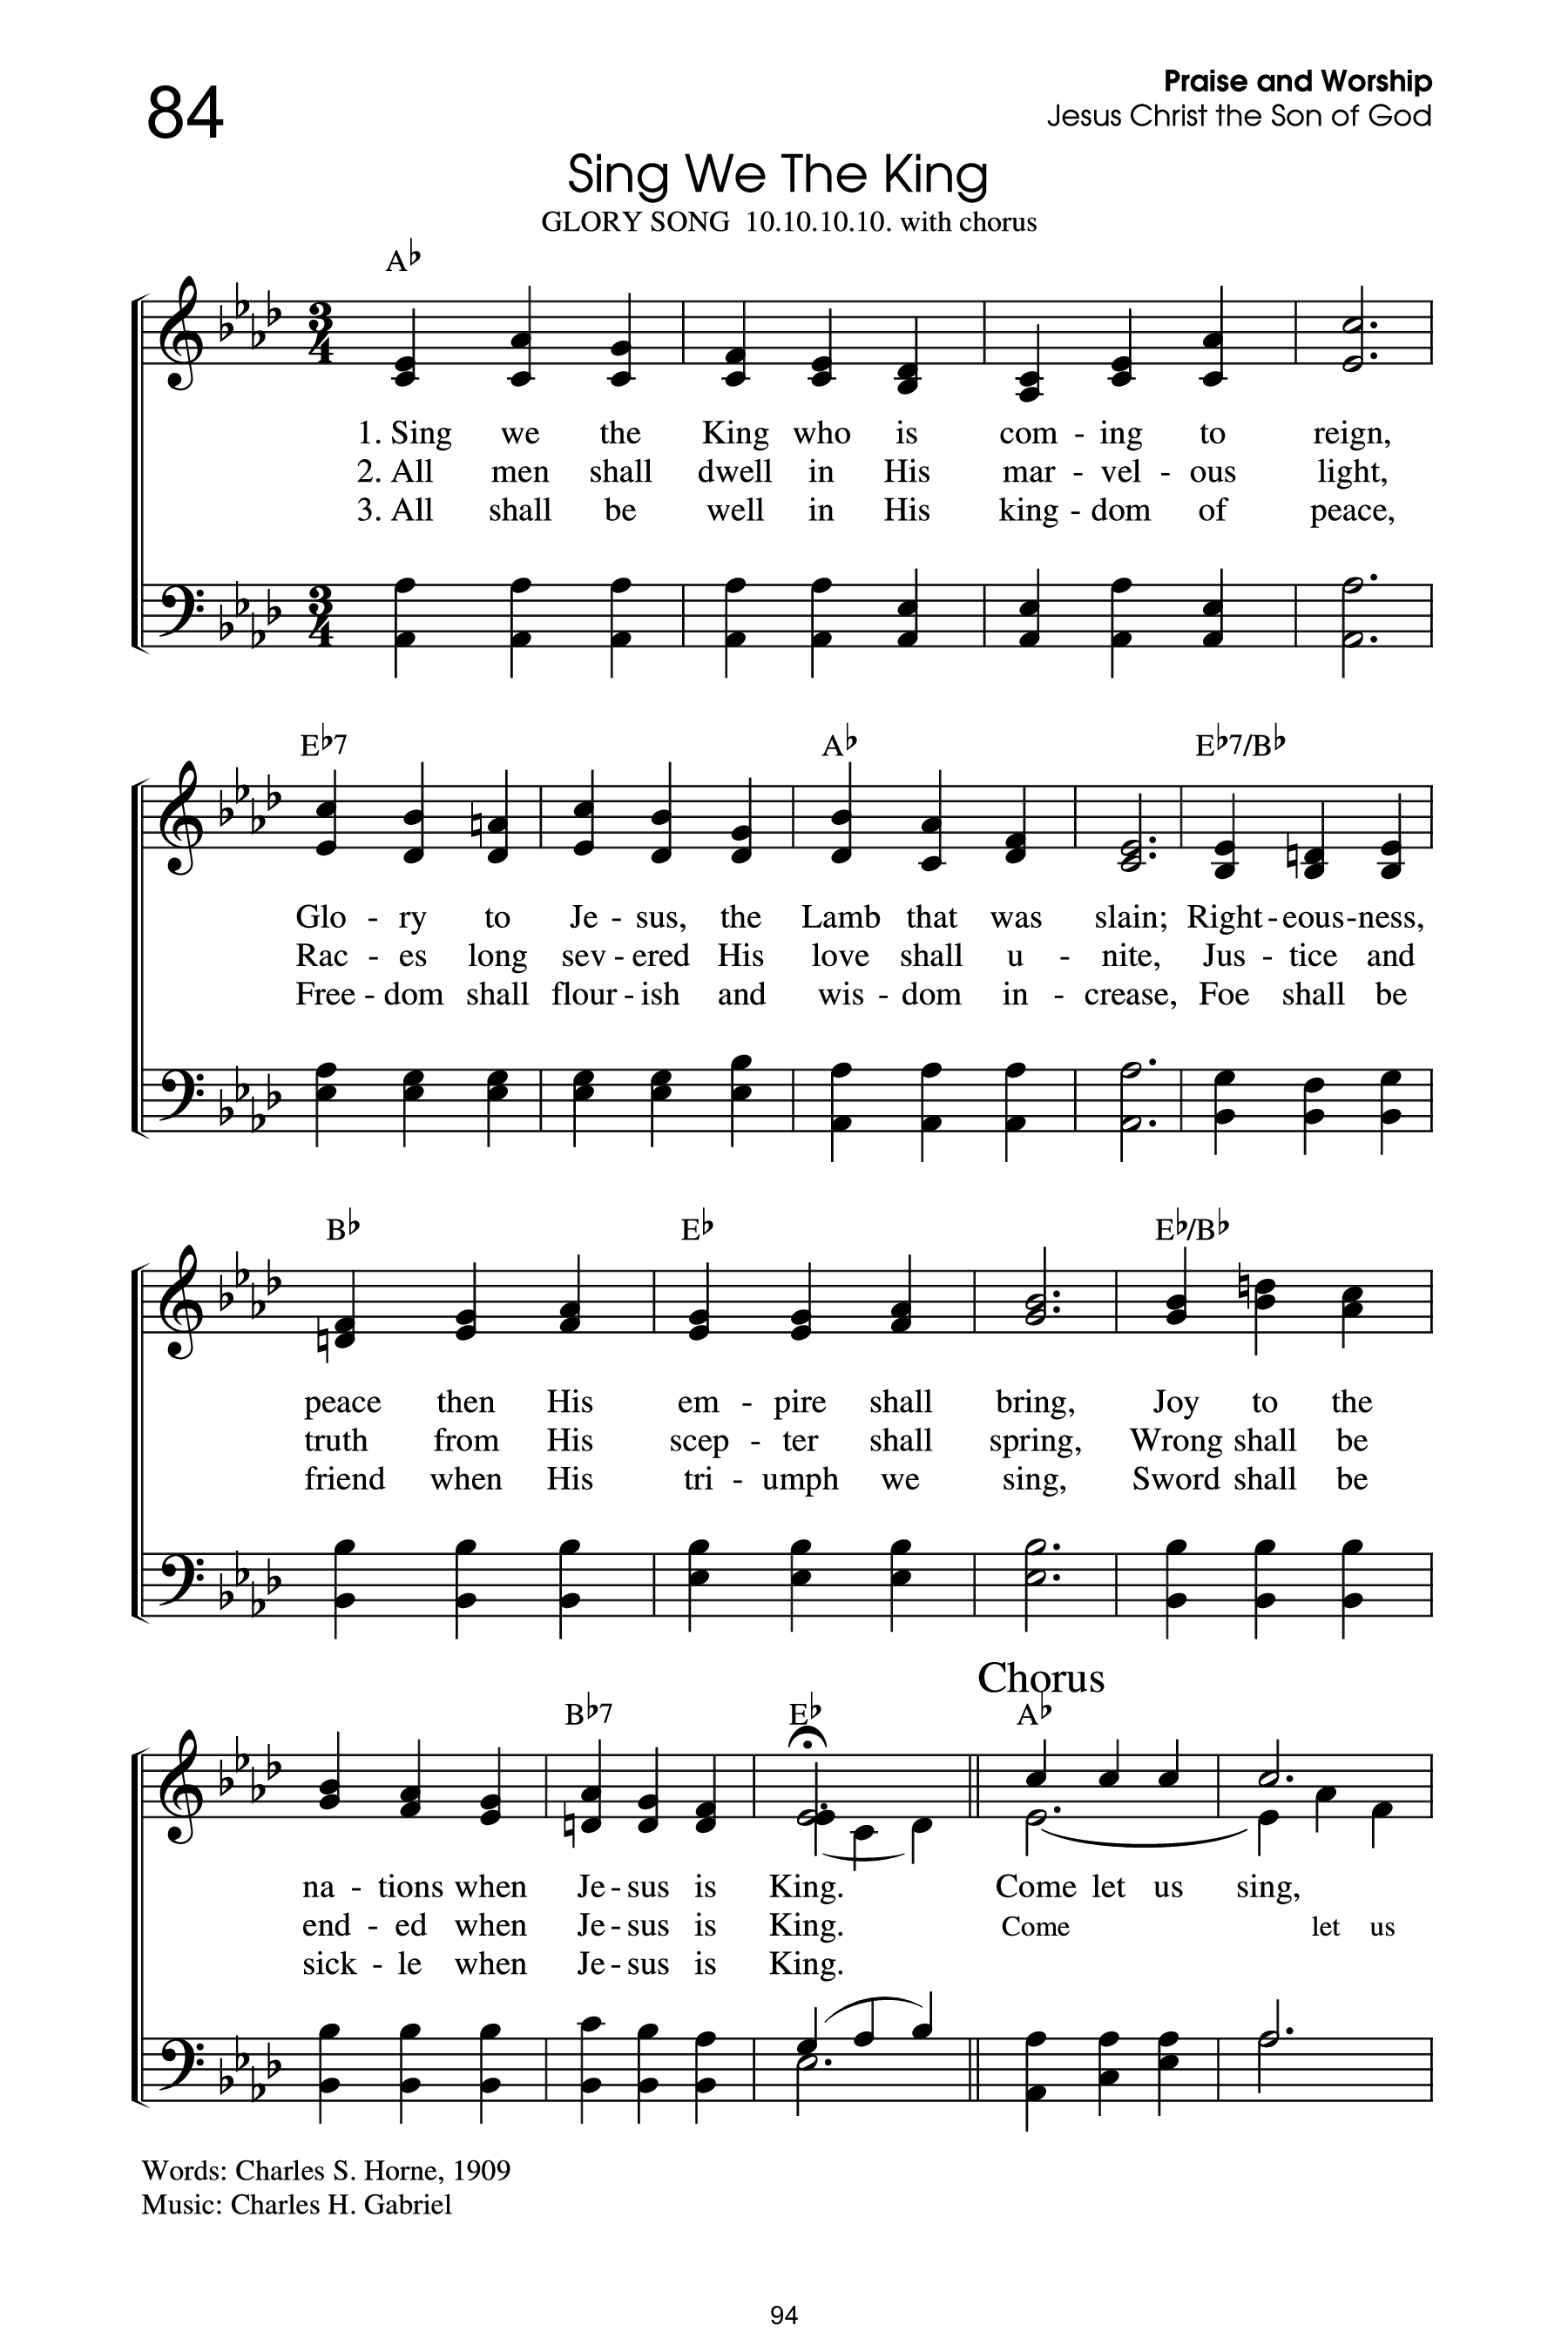 84
Praise and Worship
Jesus Christ the Son of God
Sing We The King
GLORY SONG 10.10.10.10. with chorus
A♭
3 4
1. Sing we the King who is com - ing to reign,
2. All men shall dwell in His mar - vel - ous light,
3. All shall be well in His king - dom of peace,
3 4
E♭7 A♭ E♭7/B♭
Glo - ry to Je - sus, the Lamb that was slain; Right - eous - ness,
Rac - es long sev - ered His love shall u - nite, Jus - tice and
Free - dom shall flour - ish and wis - dom in - crease, Foe shall be
B♭ E♭ E♭/B♭
peace then His em - pire shall bring, Joy to the
truth from His scep - ter shall spring, Wrong shall be
friend when His tri - umph we sing, Sword shall be
Chorus
B♭7 E♭ A♭
na - tions when Je - sus is King. Come let us sing,
end - ed when Je - sus is King. Come let us
sick - le when Je - sus is King.
Words: Charles S. Horne, 1909
Music: Charles H. Gabriel
94